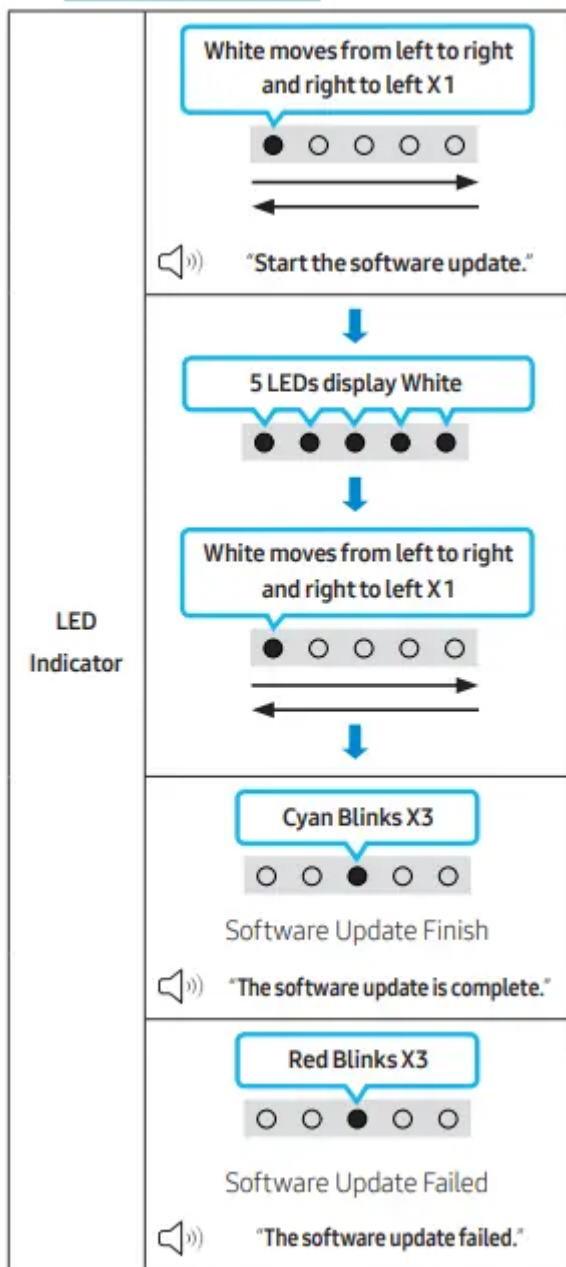 White moves from left to right
and right to left X1
"Start the software update."
5 LEDs display White
White moves from left to right
and right to left X1
LED
Indicator
Cyan Blinks X3
Software Update Finish
"The software update is complete."
Red Blinks X3
Software Update Failed
"The software update failed."